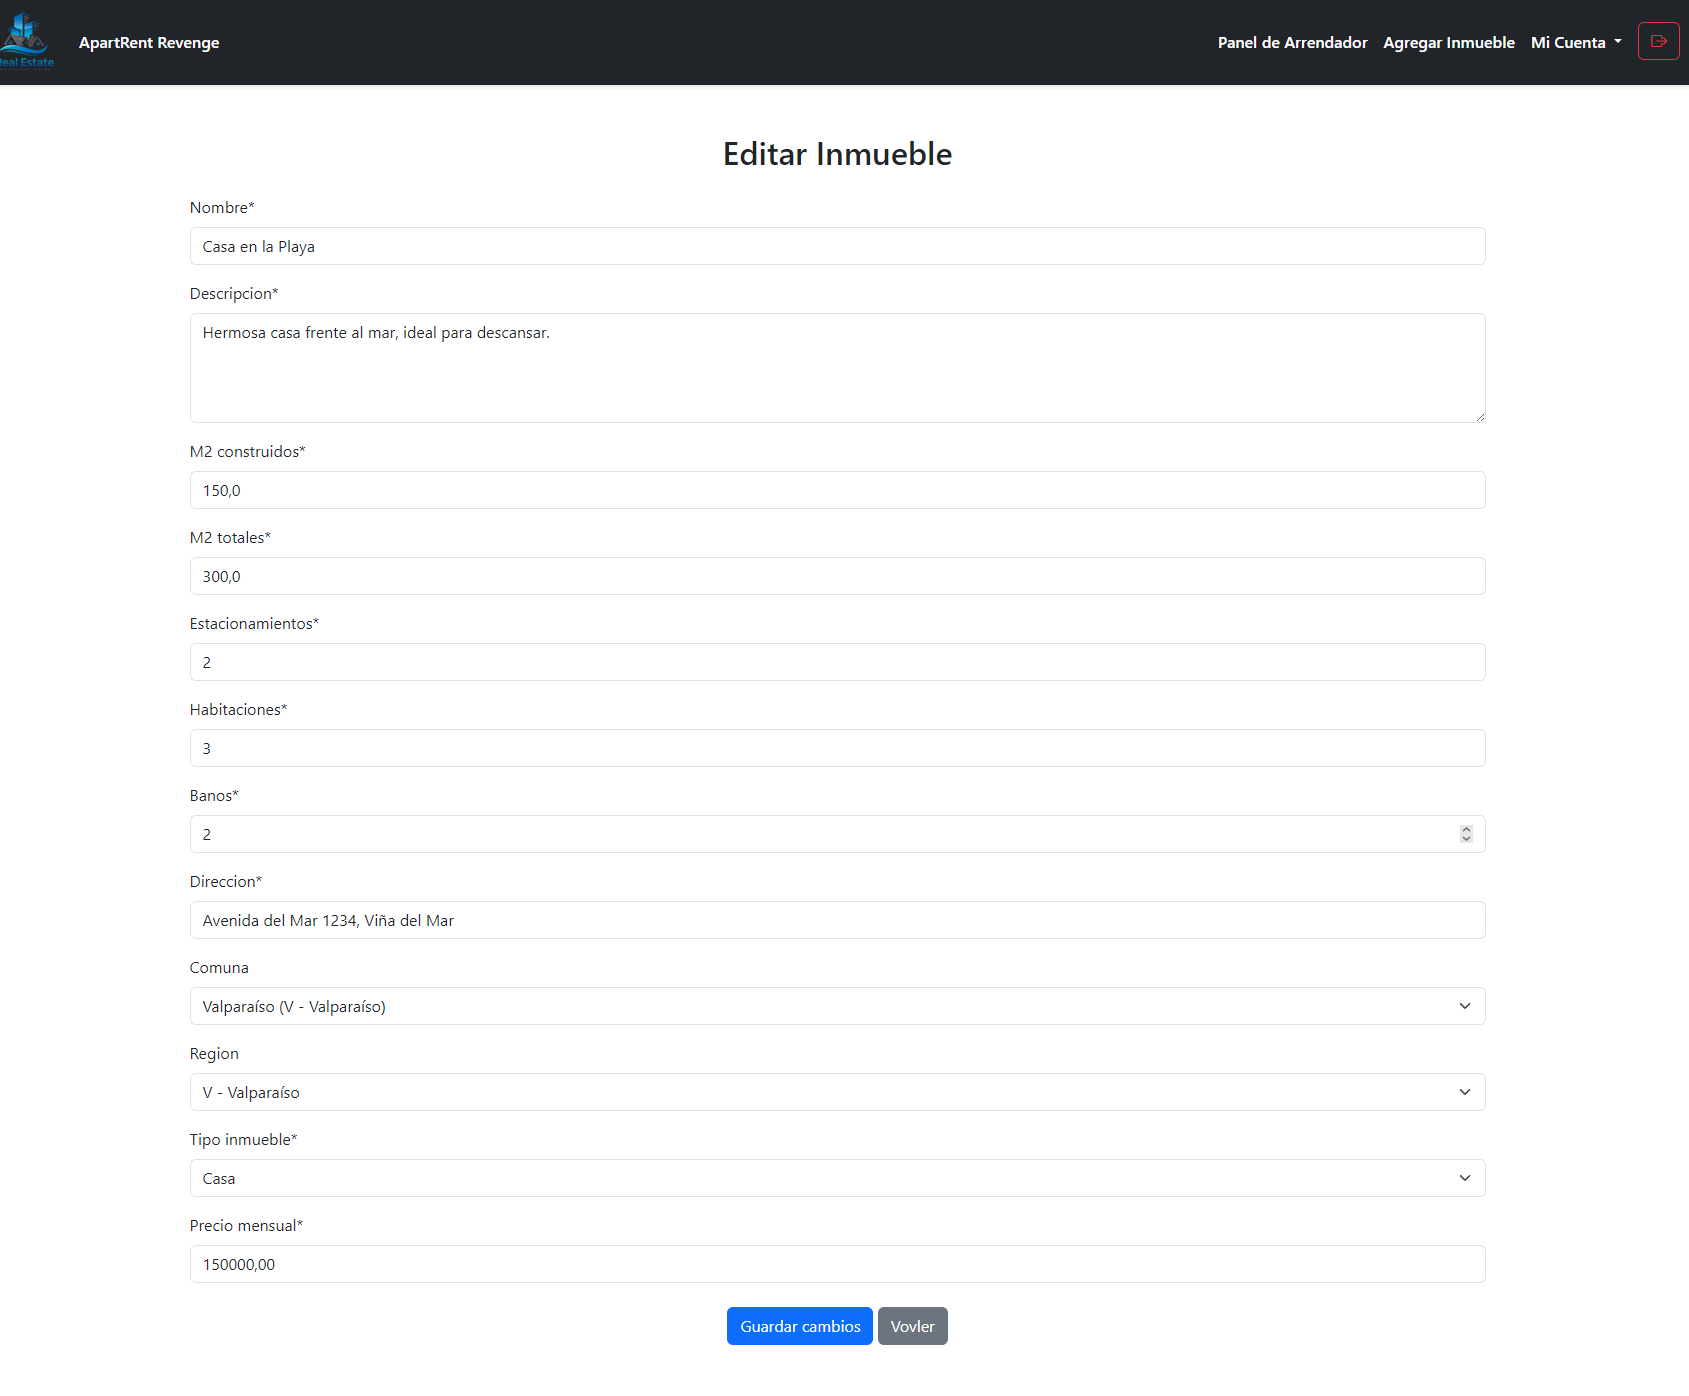 Real Estate
ApartRent Revenge
Panel de Arrendador
Agregar Inmueble
Mi Cuenta
Editar Inmueble
Nombre*
Casa en la Playa
Descripcion*
Hermosa casa frente al mar, ideal para descansar.
M2 construidos*
150,0
M2 totales*
300,0
Estacionamientos*
2
Habitaciones*
3
Banos*
2
Direccion*
Avenida del Mar 1234, Viña del Mar
Comuna
Valparaíso (V - Valparaíso)
Region
V - Valparaíso
Tipo inmueble*
Casa
Precio mensual*
150000,00
Guardar cambios
Vovler